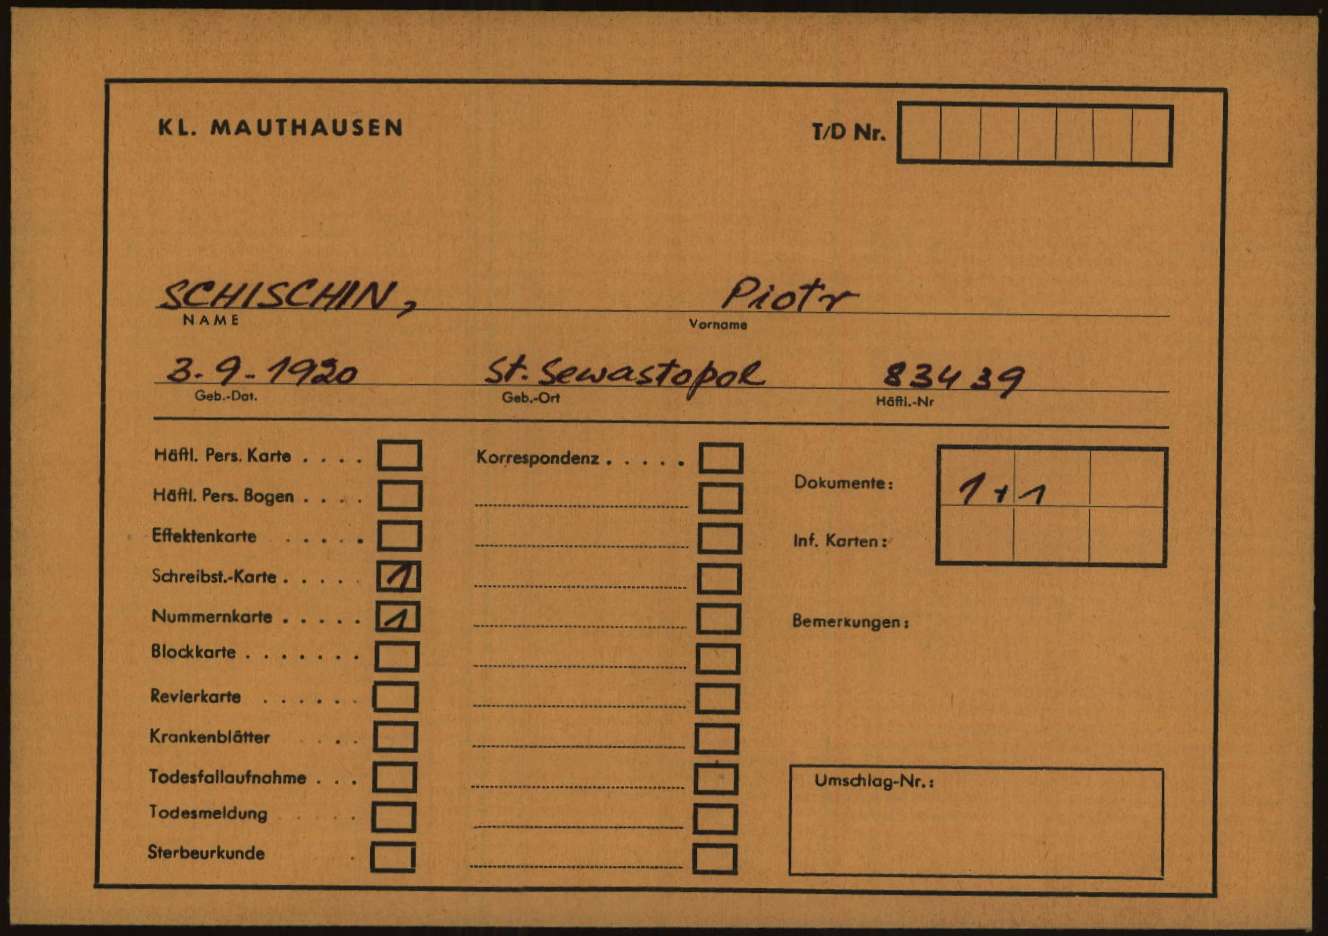 KL. MAUTHAUSEN T/D Nr.
SCHISCHIN, Piotr
NAME Vorname
3.9.1920 St. Sewastopol 83439
Geb.-Dat. Geb.-Ort Häftl.-Nr
Häftl. Pers. Karte . . . . Korrespondenz . . . . .
Dokumente: 1+1
Häftl. Pers. Bogen . . . .
Effektenkarte . . . . .
Inf. Karten:
Schreibst.-Karte . . . . . 1
Nummernkarte . . . . . 1
Bemerkungen:
Blockkarte . . . . . . .
Revierkarte . . . . . .
Krankenblätter . . .
Todesfallaufnahme . . .
Umschlag-Nr.:
Todesmeldung . . . . .
Sterbeurkunde .